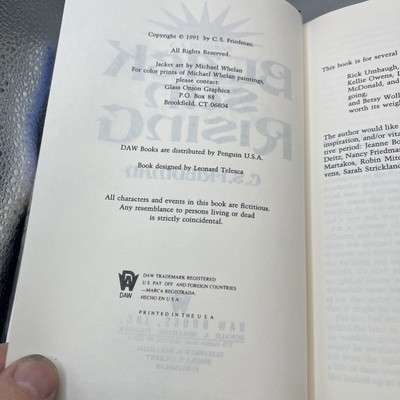 Copyright © 1991 by C. S. Friedman.
All Rights Reserved.
Jacket art by Michael Whelan
For color prints of Michael Whelan paintings,
please contact:
Glass Onion Graphics
P.O. Box 88
Brookfield, CT 06804
DAW Books are distributed by Penguin U.S.A.
Book designed by Leonard Telesca
All characters and events in this book are fictitious.
Any resemblance to persons living or dead
is strictly coincidental.
DAW
DAW TRADEMARK REGISTERED
U.S. PAT. OFF. AND FOREIGN COUNTRIES
—MARCA REGISTRADA.
HECHO EN U.S.A.
PRINTED IN THE U.S.A.
This book is for several
Rick Umbaugh,
Kellie Owens, L
McDonald, and
going;
and Betsy Woll
worth its weigh
The author would like
inspiration, and/or vita
tive period: Jeanne Bo
Deitz, Nancy Friedman
Martakos, Robin Mitc
vens, Sarah Strickland